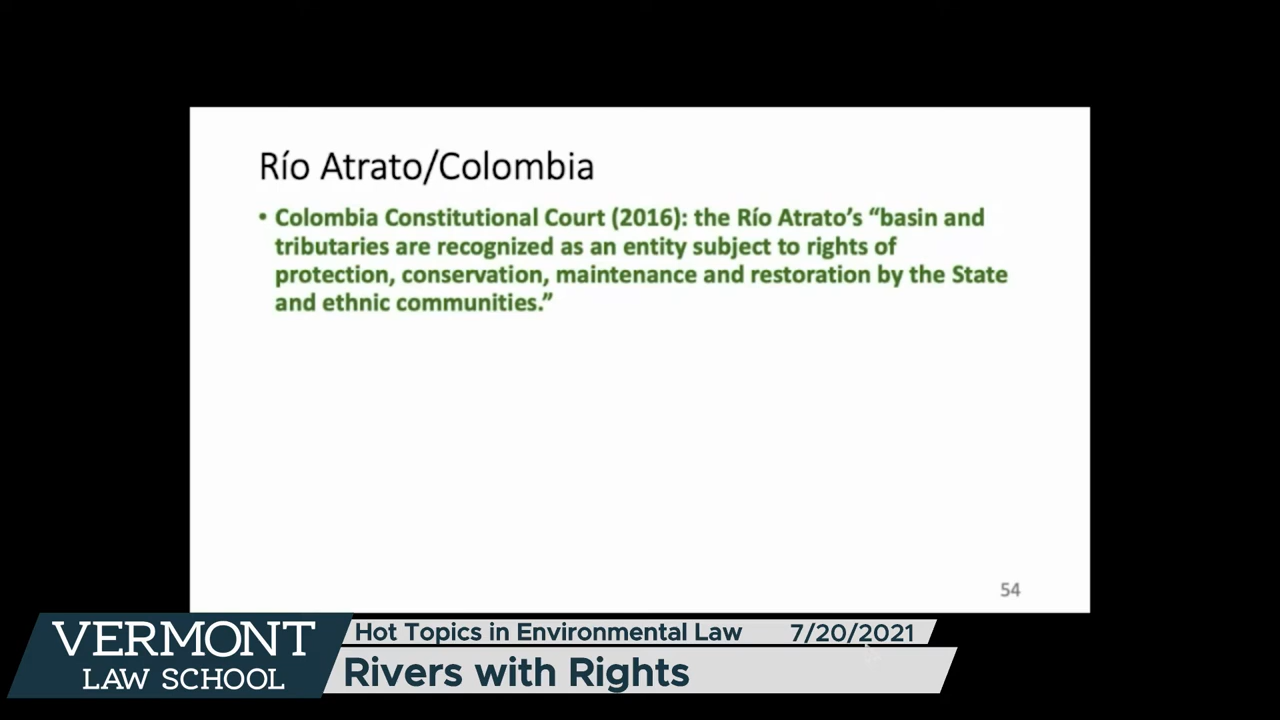 Río Atrato/Colombia
• Colombia Constitutional Court (2016): the Río Atrato’s “basin and
tributaries are recognized as an entity subject to rights of
protection, conservation, maintenance and restoration by the State
and ethnic communities.”
54
VERMONT
LAW SCHOOL
Hot Topics in Environmental Law 7/20/2021
Rivers with Rights